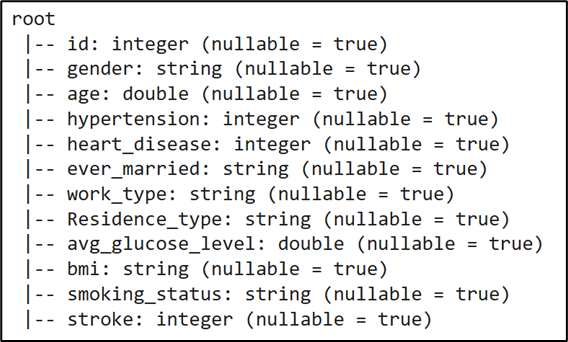 root
 |-- id: integer (nullable = true)
 |-- gender: string (nullable = true)
 |-- age: double (nullable = true)
 |-- hypertension: integer (nullable = true)
 |-- heart_disease: integer (nullable = true)
 |-- ever_married: string (nullable = true)
 |-- work_type: string (nullable = true)
 |-- Residence_type: string (nullable = true)
 |-- avg_glucose_level: double (nullable = true)
 |-- bmi: string (nullable = true)
 |-- smoking_status: string (nullable = true)
 |-- stroke: integer (nullable = true)